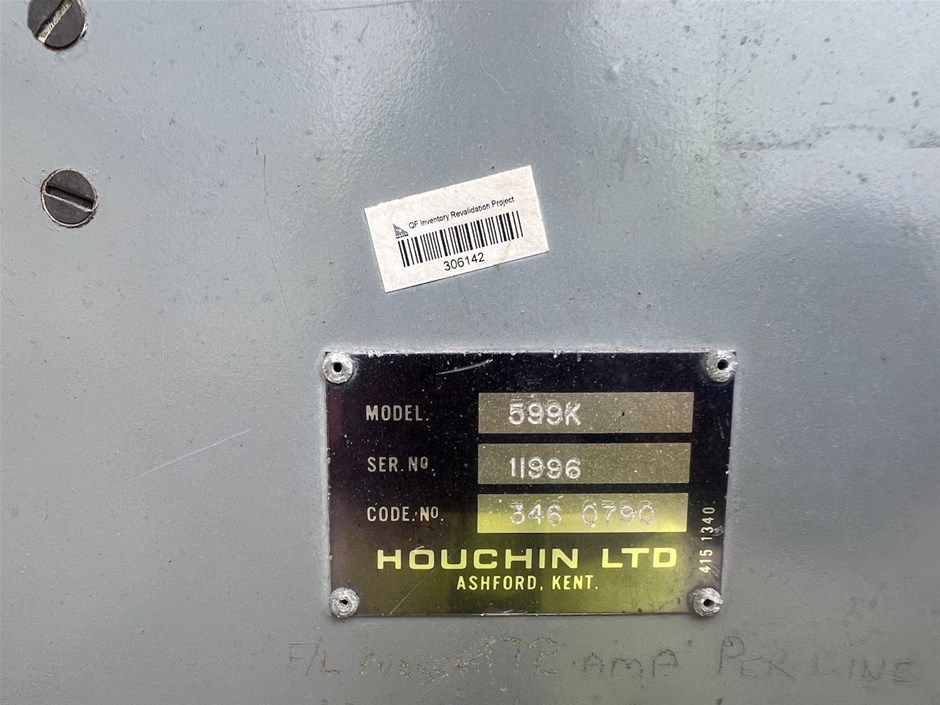 QF Inventory Revalidation Project
306142
MODEL. 599K
SER. NO. 11996
CODE. NO. 346 0790
HOUCHIN LTD
ASHFORD, KENT.
415 1340
F/L 172 AMP PER LINE